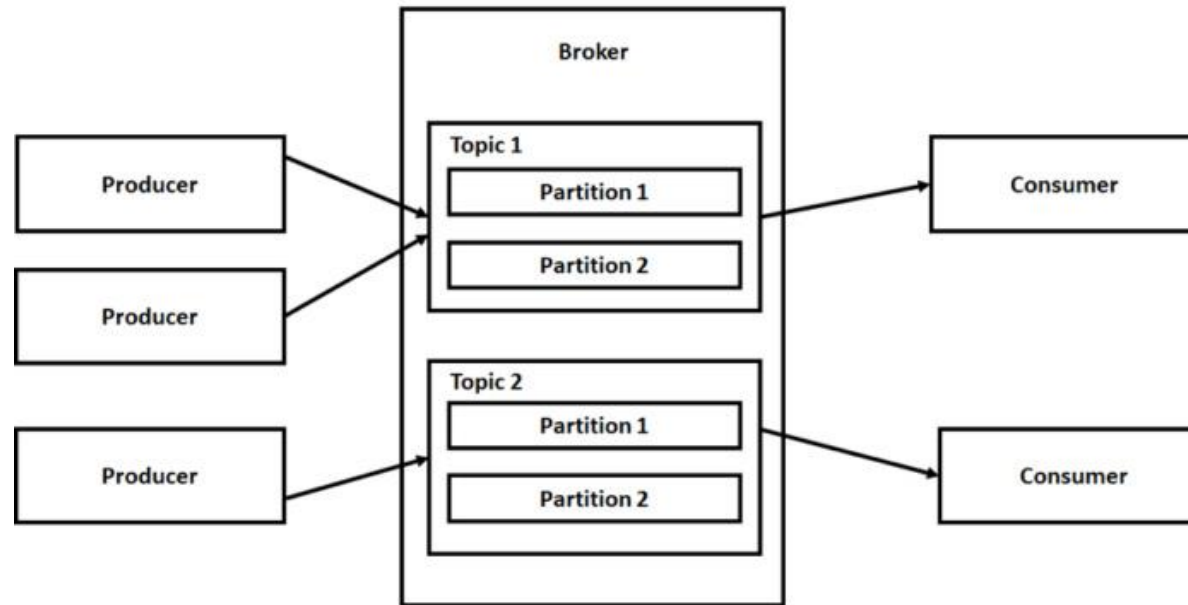 Broker
Producer
Producer
Producer
Topic 1
Partition 1
Partition 2
Topic 2
Partition 1
Partition 2
Consumer
Consumer